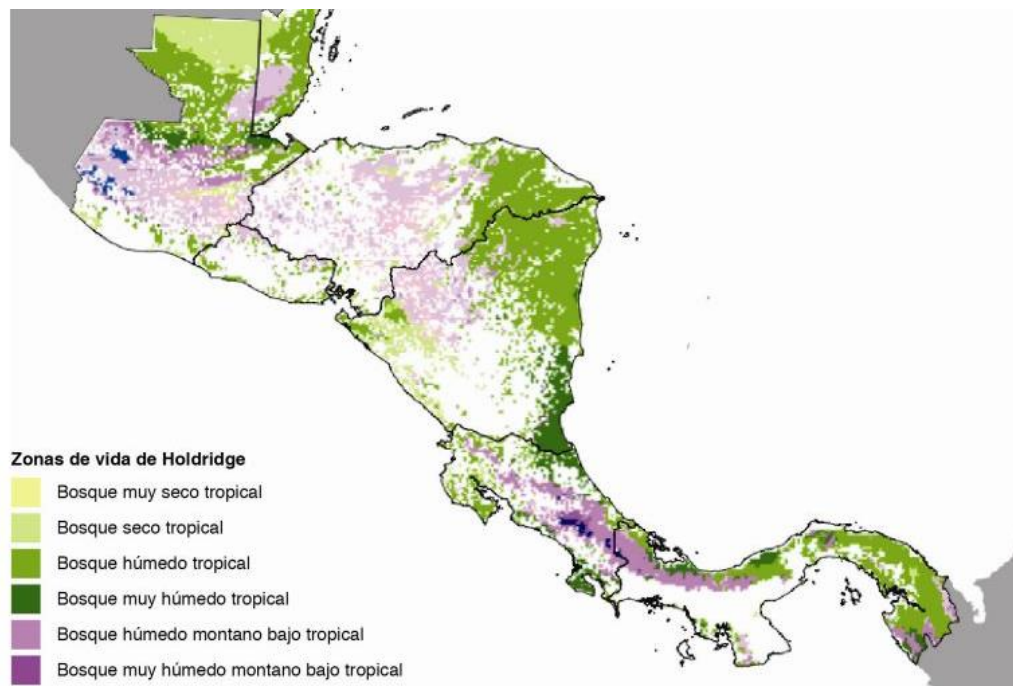 Zonas de vida de Holdridge
Bosque muy seco tropical
Bosque seco tropical
Bosque húmedo tropical
Bosque muy húmedo tropical
Bosque húmedo montano bajo tropical
Bosque muy húmedo montano bajo tropical